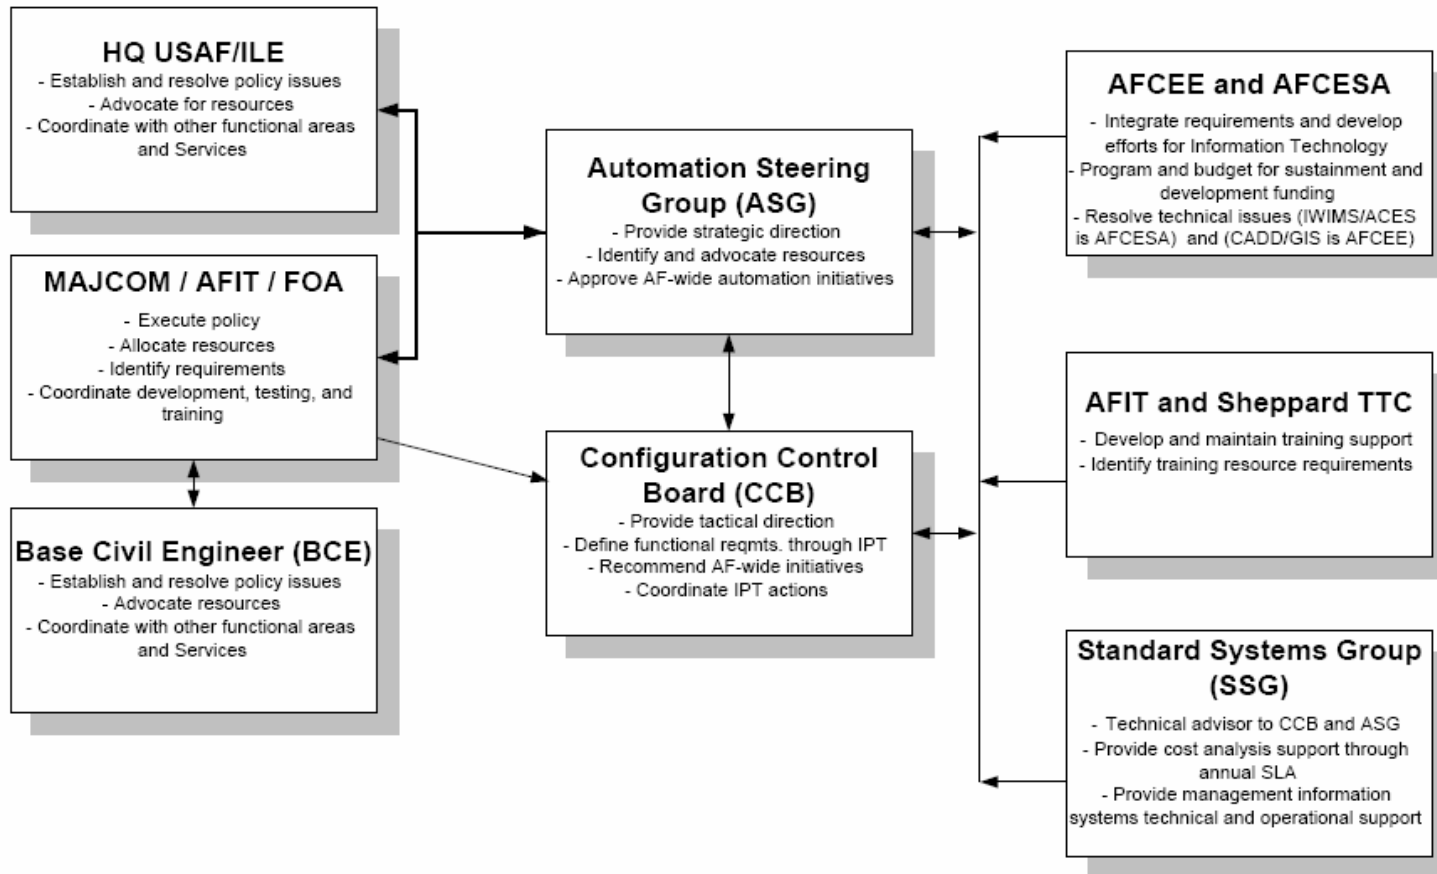 HQ USAF/ILE
- Establish and resolve policy issues
- Advocate for resources
- Coordinate with other functional areas
and Services
MAJCOM / AFIT / FOA
- Execute policy
- Allocate resources
- Identify requirements
- Coordinate development, testing, and
training
Base Civil Engineer (BCE)
- Establish and resolve policy issues
- Advocate resources
- Coordinate with other functional areas
and Services
Automation Steering
Group (ASG)
- Provide strategic direction
- Identify and advocate resources
- Approve AF-wide automation initiatives
Configuration Control
Board (CCB)
- Provide tactical direction
- Define functional reqmts. through IPT
- Recommend AF-wide initiatives
- Coordinate IPT actions
AFCEE and AFCESA
- Integrate requirements and develop
efforts for Information Technology
- Program and budget for sustainment and
development funding
- Resolve technical issues (IWIMS/ACES
is AFCESA) and (CADD/GIS is AFCEE)
AFIT and Sheppard TTC
- Develop and maintain training support
- Identify training resource requirements
Standard Systems Group
(SSG)
- Technical advisor to CCB and ASG
- Provide cost analysis support through
annual SLA
- Provide management information
systems technical and operational support